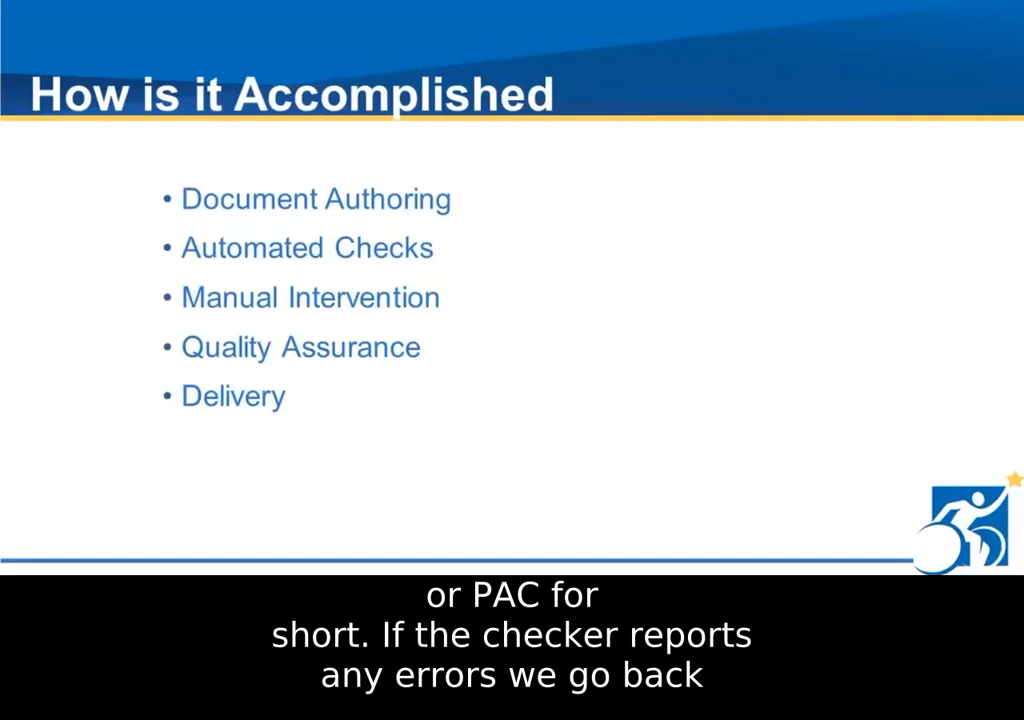 How is it Accomplished
• Document Authoring
• Automated Checks
• Manual Intervention
• Quality Assurance
• Delivery
or PAC for
short. If the checker reports
any errors we go back